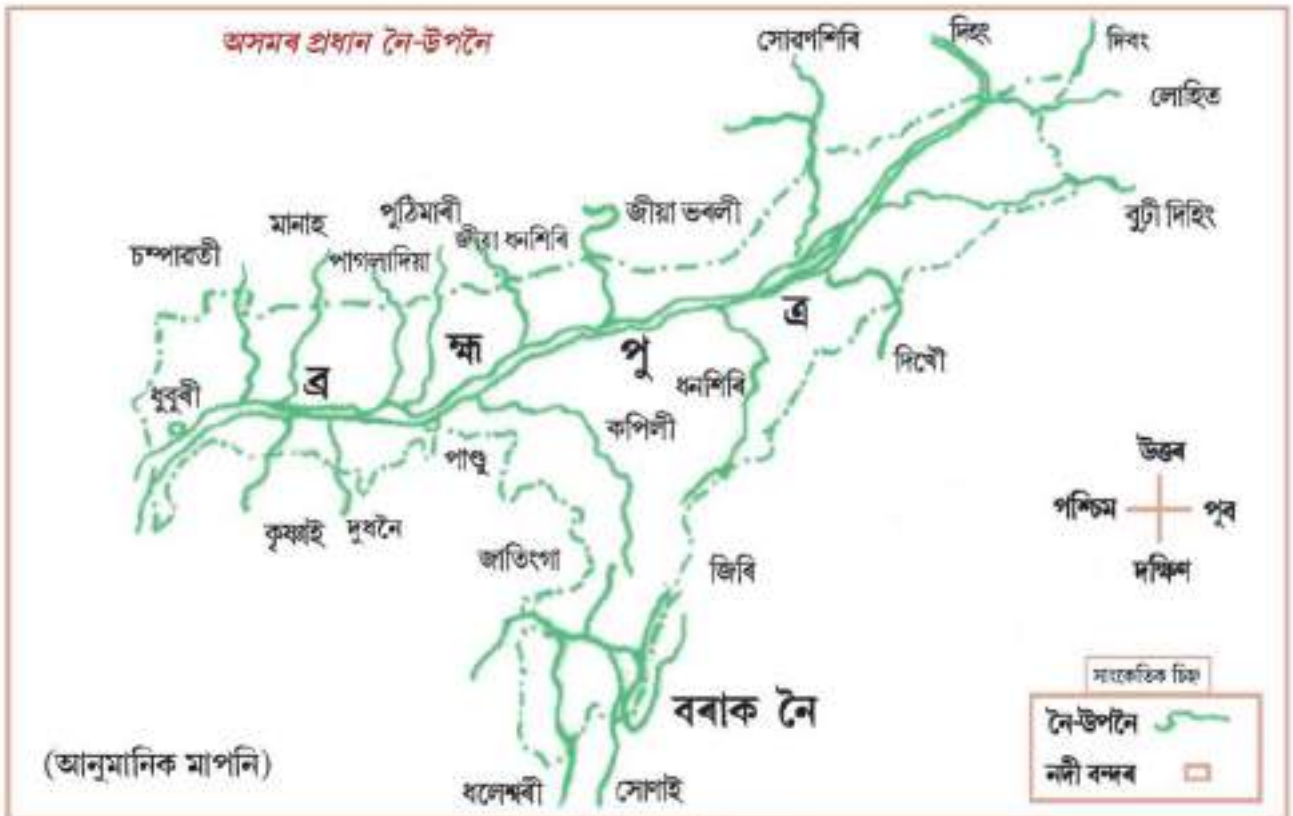 অসমৰ প্ৰধান নৈ-উপনৈ
সোৱণশিৰি
দিহং
দিবং
লোহিত
বুঢ়ী দিহিং
মানাহ
পুঠিমাৰী
জীয়া ভৰলী
চম্পাৱতী
পাগলাদিয়া
জীয়া ধনশিৰি
ব্ৰ
হ্ম
পু
ত্ৰ
ধুবুৰী
ধনশিৰি
দিখৌ
কপিলী
পাণ্ডু
কৃষ্ণাই
দুধনৈ
জাতিংগা
জিৰি
উত্তৰ
পশ্চিম
পূব
দক্ষিণ
বৰাক নৈ
ধলেশ্বৰী
সোণাই
(আনুমানিক মাপনি)
সাংকেতিক চিহ্ন
নৈ-উপনৈ
নদী বন্দৰ